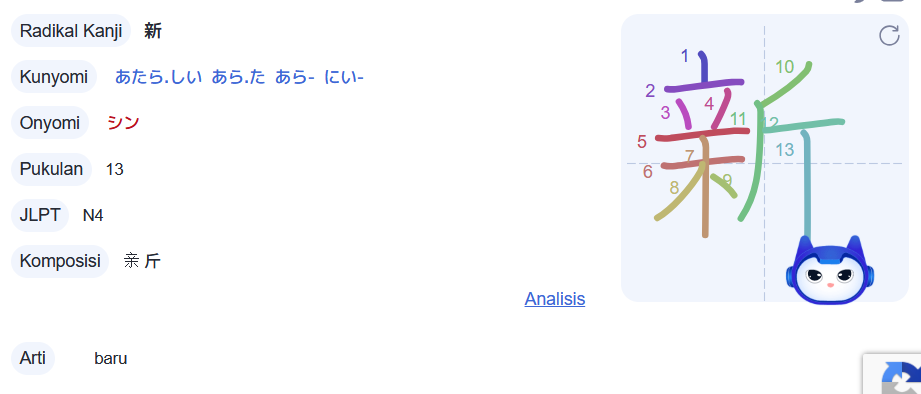 Radikal Kanji 新
Kunyomi あたら.しい あら.た あら- にい-
Onyomi シン
Pukulan 13
JLPT N4
Komposisi 亲 斤
Analisis
Arti baru
1
10
2
4
3
11
12
5
13
7
6
9
8